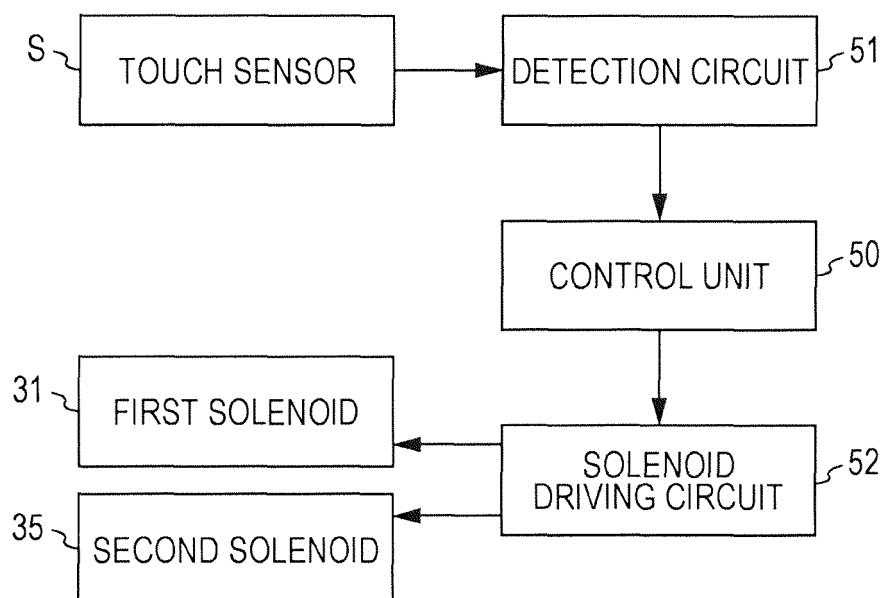 S
TOUCH SENSOR
DETECTION CIRCUIT
51
CONTROL UNIT
50
31
FIRST SOLENOID
SOLENOID
DRIVING CIRCUIT
52
35
SECOND SOLENOID